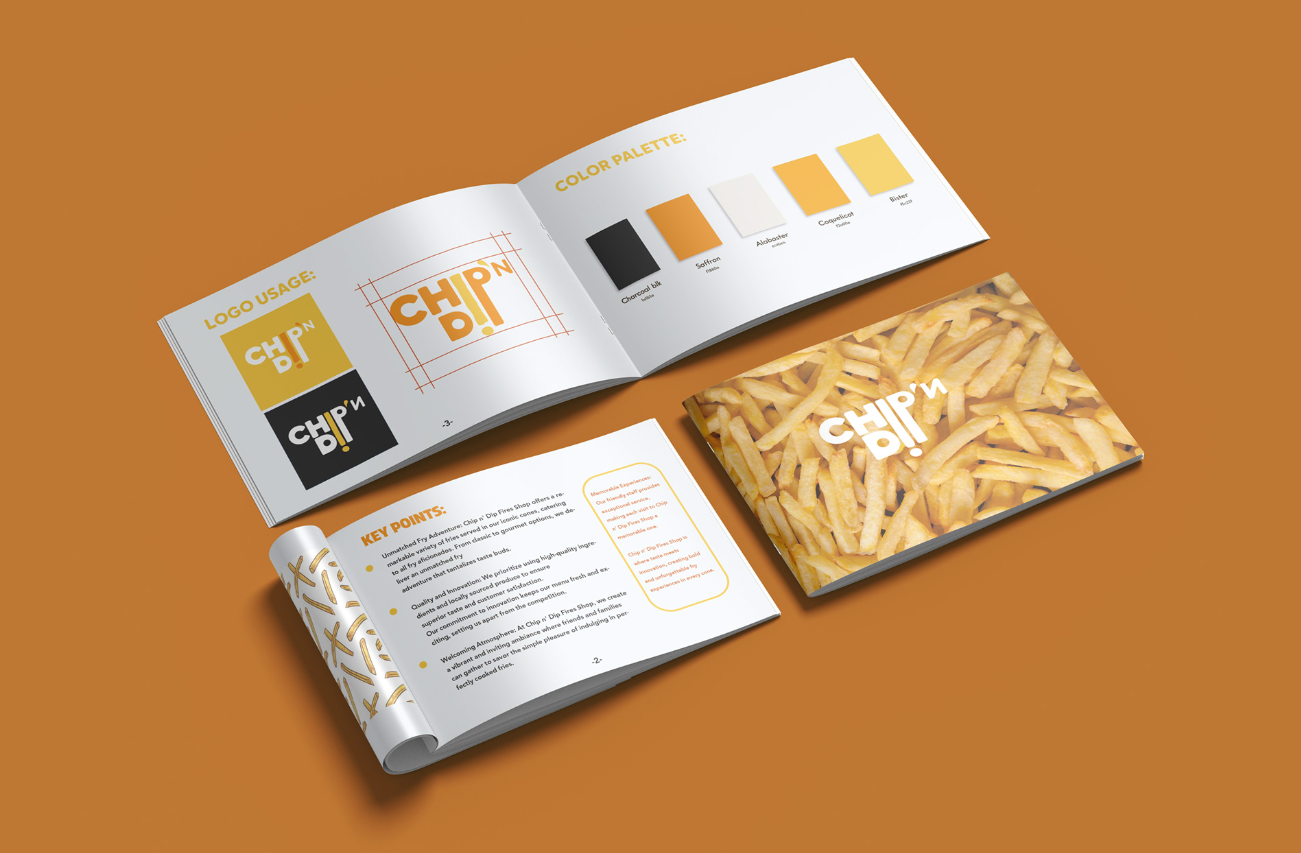 LOGO USAGE:
CHIP'N
DIP
CHIP'N
DIP
CHIP'N
DIP
-3-
COLOR PALETTE:
Charcoal blk
Saffron
Alabaster
Coquelicot
Bister
CHIP'N
DIP
KEY POINTS:
Unmatched Fry Adventure: Chip n' Dip Fires Shop offers a re-
markable variety of fries served in our iconic cones, catering
to all fry aficionados. From classic to gourmet options, we de-
liver an unmatched fry
adventure that tantalizes taste buds.
Quality and Innovation: We prioritize using high-quality ingre-
dients and locally sourced produce to ensure
superior taste and customer satisfaction.
Our commitment to innovation keeps our menu fresh and ex-
citing, setting us apart from the competition.
Welcoming Atmosphere: At Chip n' Dip Fires Shop, we create
a vibrant and inviting ambiance where friends and families
can gather to savor the simple pleasure of indulging in per-
fectly cooked fries.
Memorable Experiences:
Our friendly staff provides
exceptional service,
making each visit to Chip
n' Dip Fires Shop a
memorable one.
Chip n' Dip Fires Shop is
where taste meets
innovation, creating bold
and unforgettable fry
experiences in every cone.
-2-